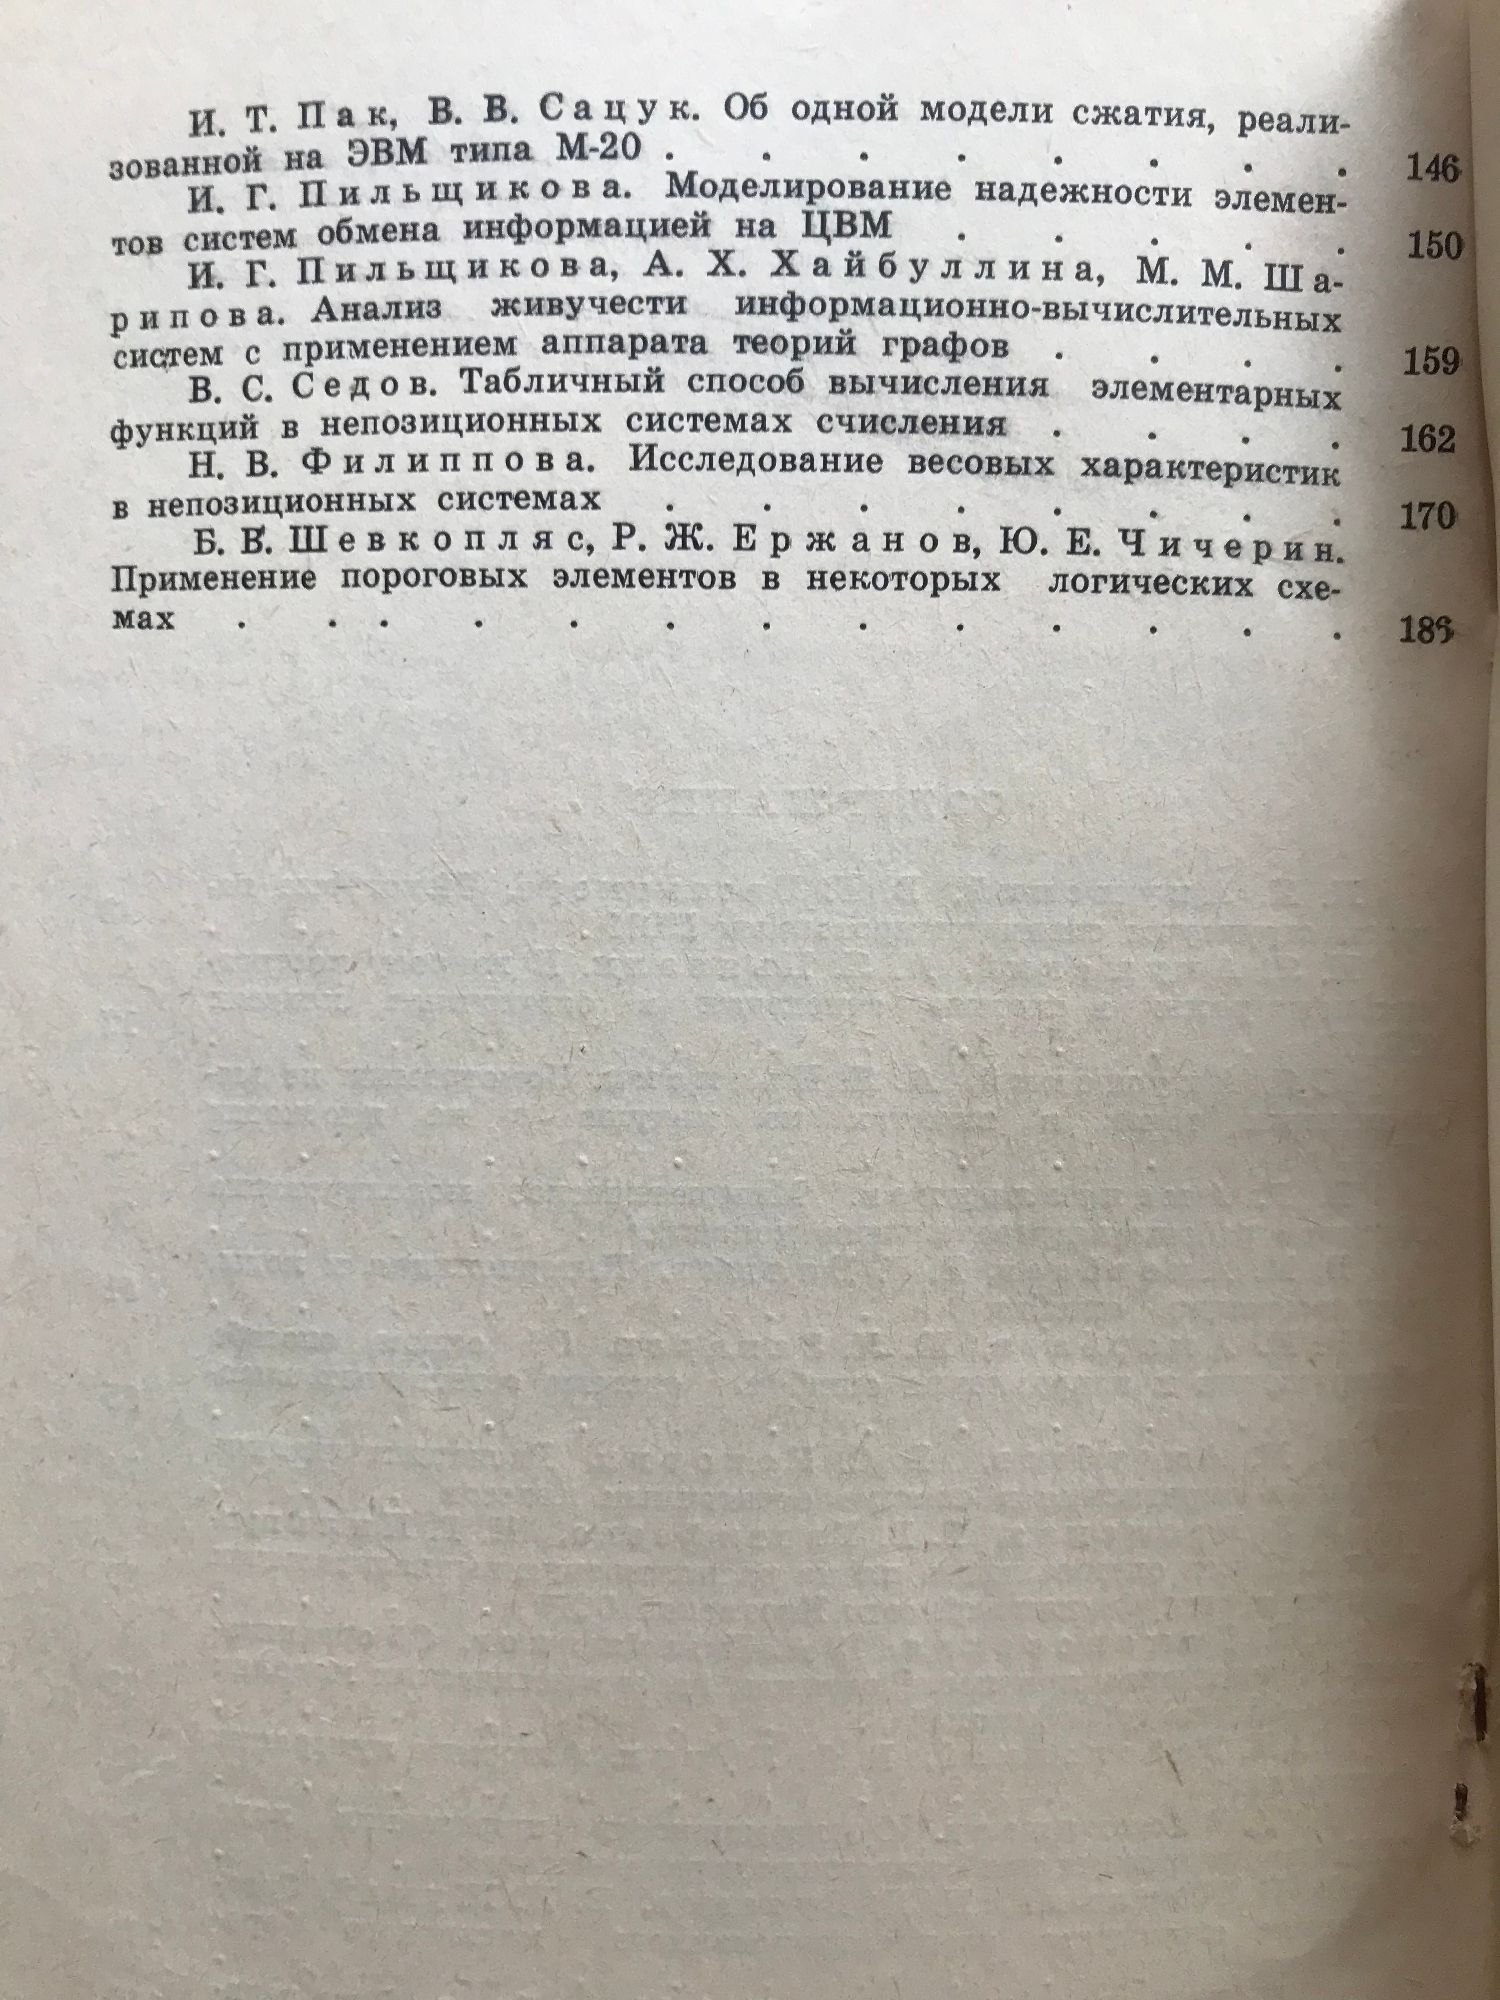 И. Т. Пак, В. В. Сацук. Об одной модели сжатия, реали-
зованной на ЭВМ типа М-20 . . . . . . . . 146
И. Г. Пильщикова. Моделирование надежности элемен-
тов систем обмена информацией на ЦВМ . . . . . 150
И. Г. Пильщикова, А. Х. Хайбуллина, М. М. Ша-
рипова. Анализ живучести информационно-вычислительных
систем с применением аппарата теорий графов . . . . 159
В. С. Седов. Табличный способ вычисления элементарных
функций в непозиционных системах счисления . . . . 162
Н. В. Филиппова. Исследование весовых характеристик
в непозиционных системах . . . . . . . . 170
Б. В. Шевкопляс, Р. Ж. Ержанов, Ю. Е. Чичерин.
Применение пороговых элементов в некоторых логических схе-
мах . . . . . . . . . . . . .